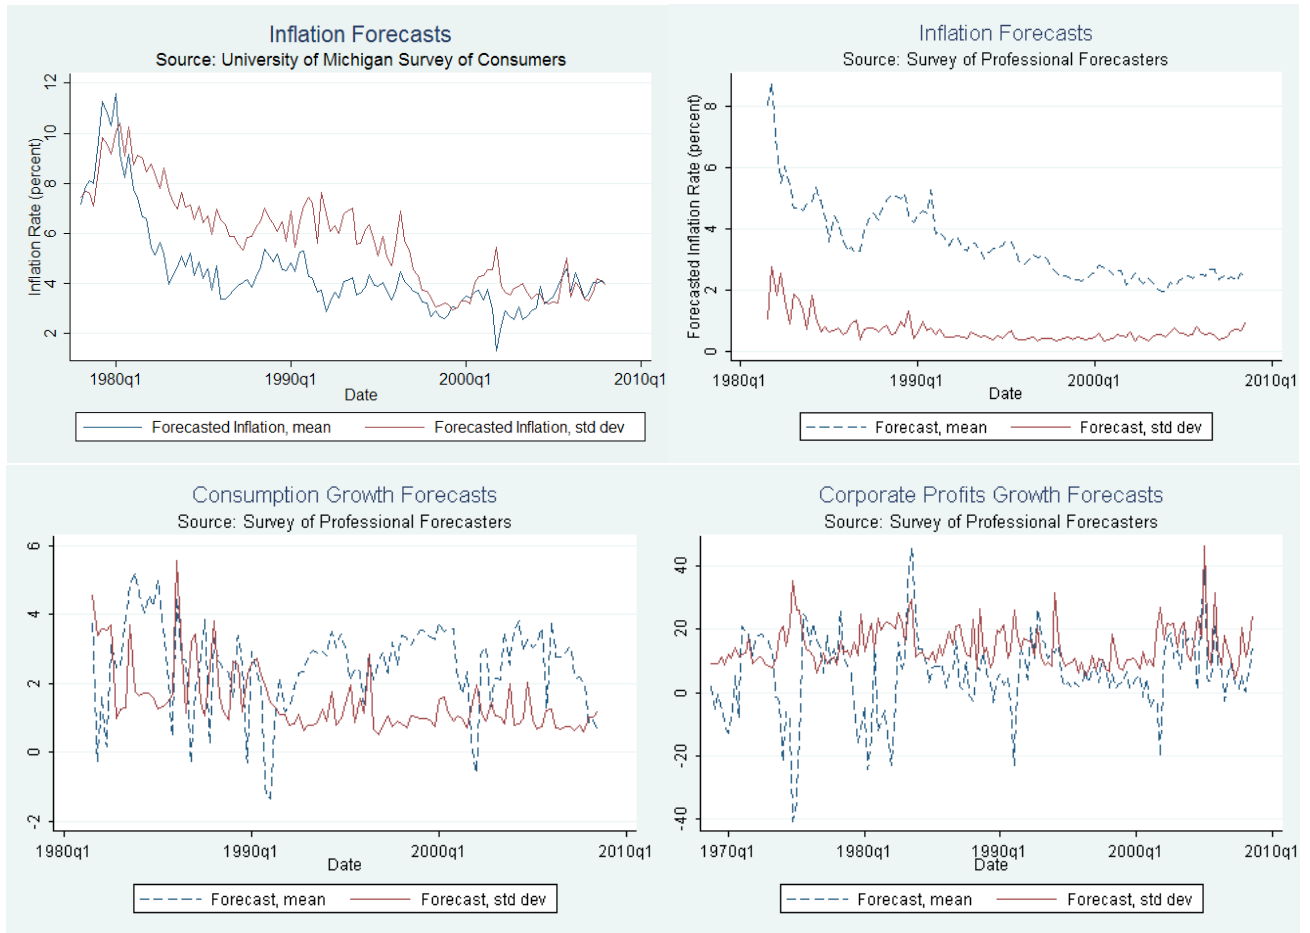 Inflation Forecasts
Source: University of Michigan Survey of Consumers
Inflation Rate (percent)
12
10
8
6
4
2
1980q1 1990q1 2000q1 2010q1
Date
Forecasted Inflation, mean Forecasted Inflation, std dev
Inflation Forecasts
Source: Survey of Professional Forecasters
Forecasted Inflation Rate (percent)
8
6
4
2
0
1980q1 1990q1 2000q1 2010q1
Date
Forecast, mean Forecast, std dev
Consumption Growth Forecasts
Source: Survey of Professional Forecasters
6
4
2
0
-2
1980q1 1990q1 2000q1 2010q1
Date
Forecast, mean Forecast, std dev
Corporate Profits Growth Forecasts
Source: Survey of Professional Forecasters
40
20
0
-20
-40
1970q1 1980q1 1990q1 2000q1 2010q1
Date
Forecast, mean Forecast, std dev